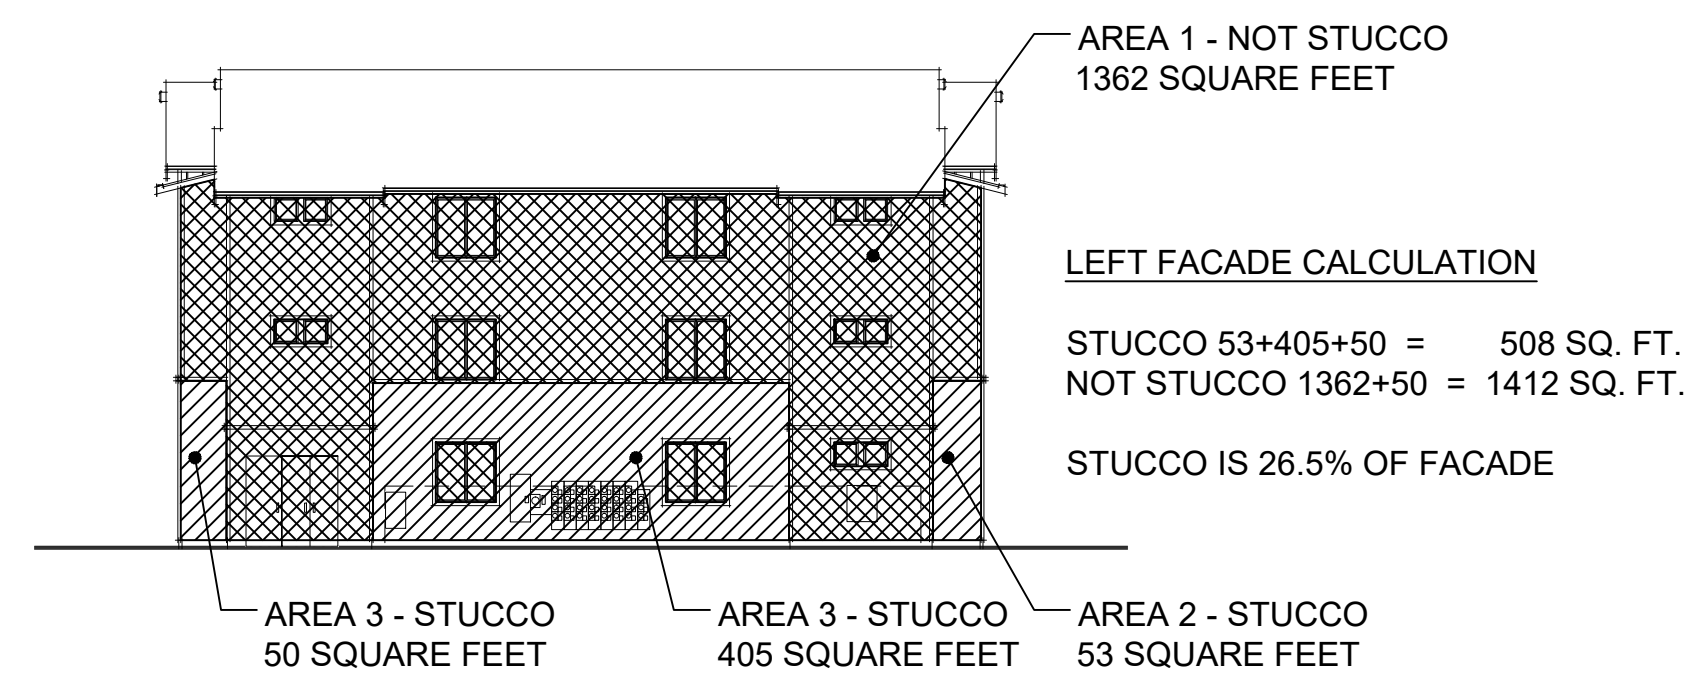 AREA 1 - NOT STUCCO
1362 SQUARE FEET
LEFT FACADE CALCULATION
STUCCO 53+405+50 = 508 SQ. FT.
NOT STUCCO 1362+50 = 1412 SQ. FT.
STUCCO IS 26.5% OF FACADE
AREA 3 - STUCCO
50 SQUARE FEET
AREA 3 - STUCCO
405 SQUARE FEET
AREA 2 - STUCCO
53 SQUARE FEET